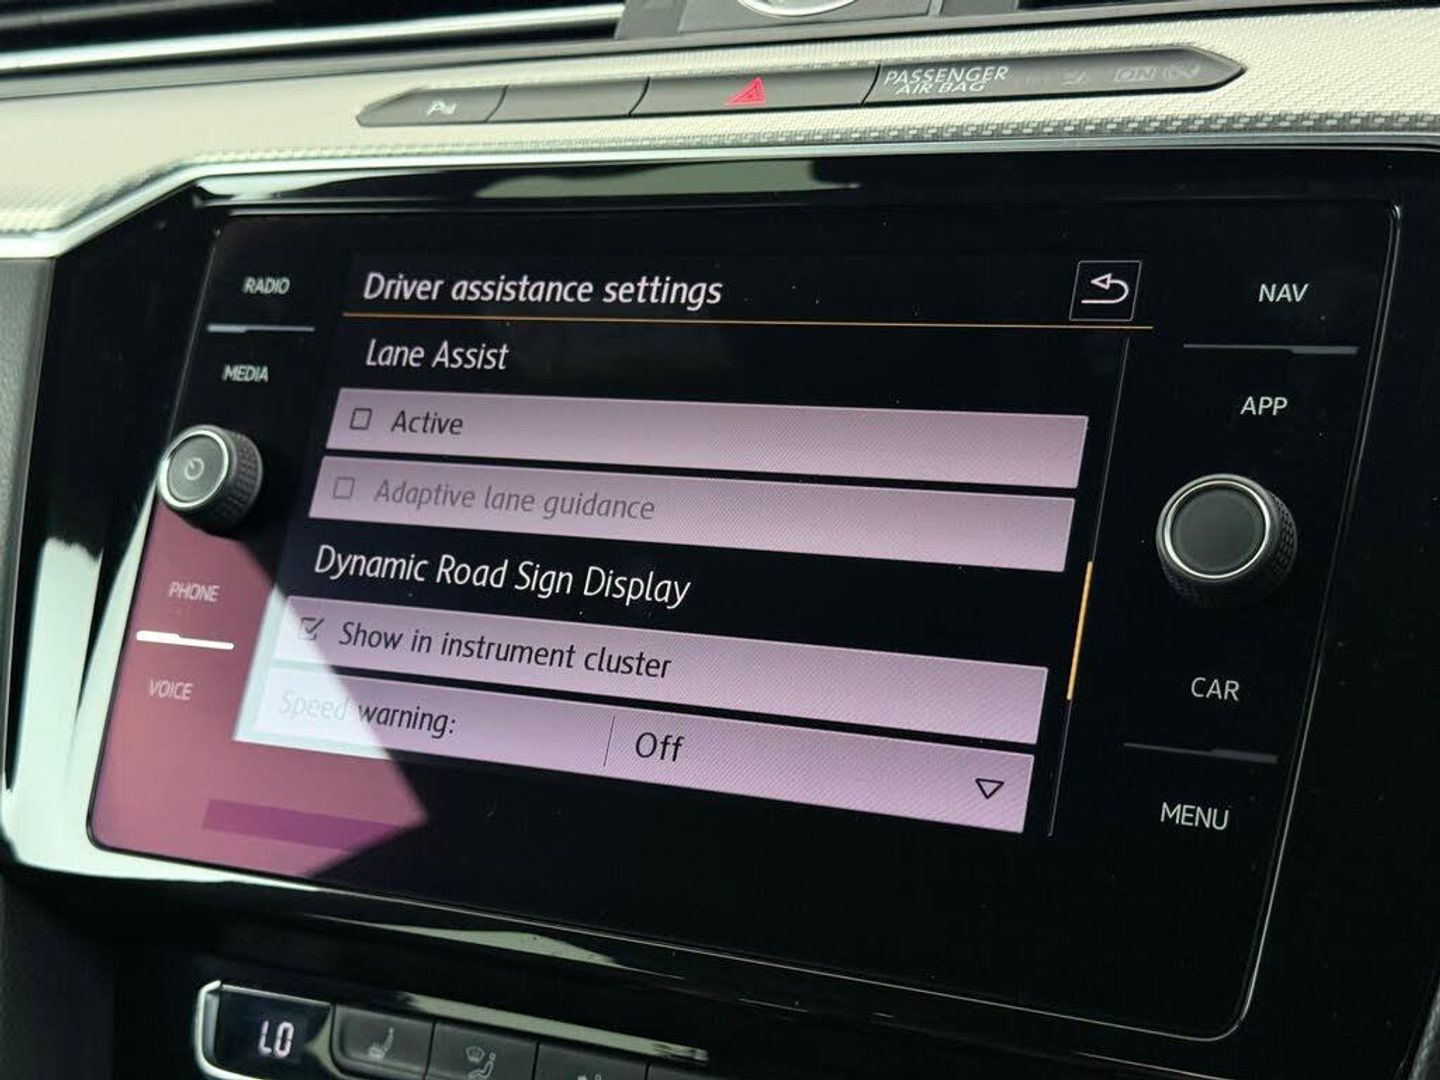 PASSENGER
AIR BAG
ON
RADIO
MEDIA
PHONE
VOICE
Driver assistance settings
Lane Assist
Active
Adaptive lane guidance
Dynamic Road Sign Display
Show in instrument cluster
Speed warning: Off
NAV
APP
CAR
MENU
LO